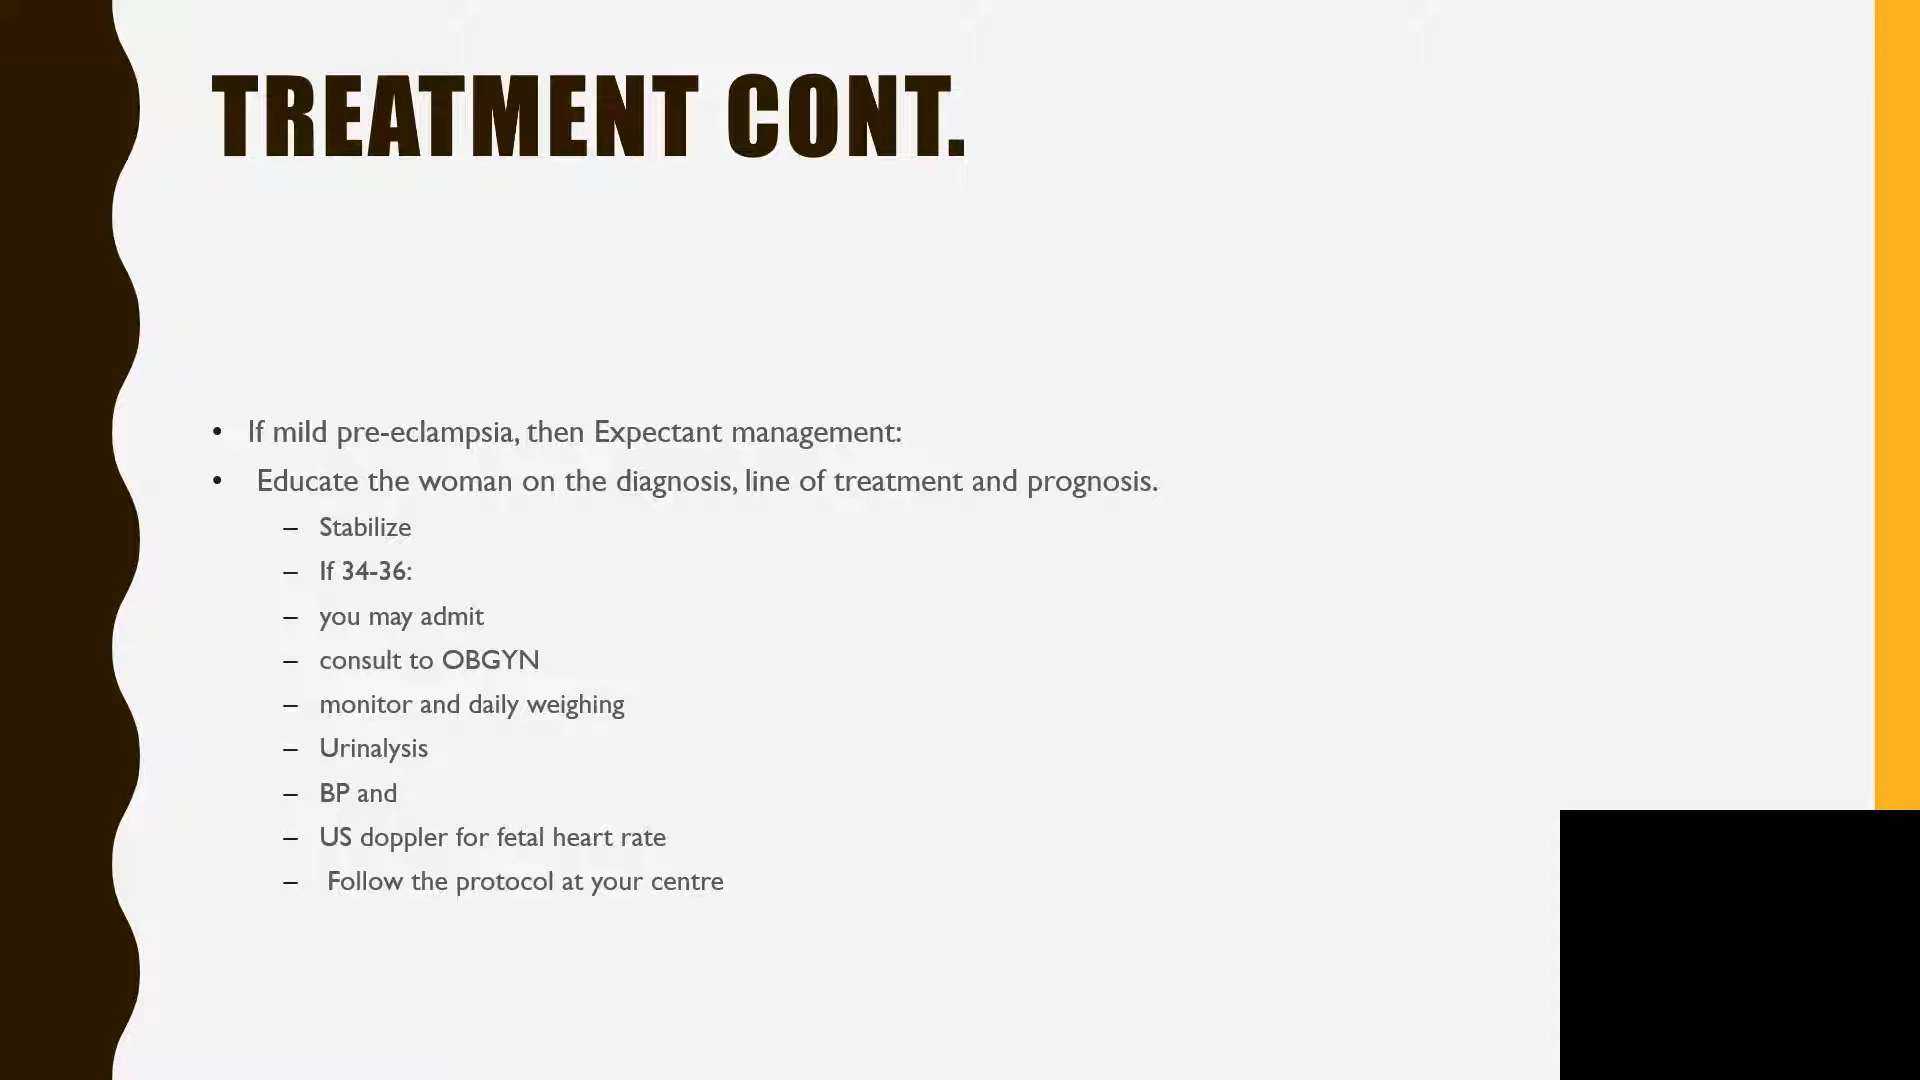 TREATMENT CONT.
• If mild pre-eclampsia, then Expectant management:
• Educate the woman on the diagnosis, line of treatment and prognosis.
– Stabilize
– If 34-36:
– you may admit
– consult to OBGYN
– monitor and daily weighing
– Urinalysis
– BP and
– US doppler for fetal heart rate
– Follow the protocol at your centre